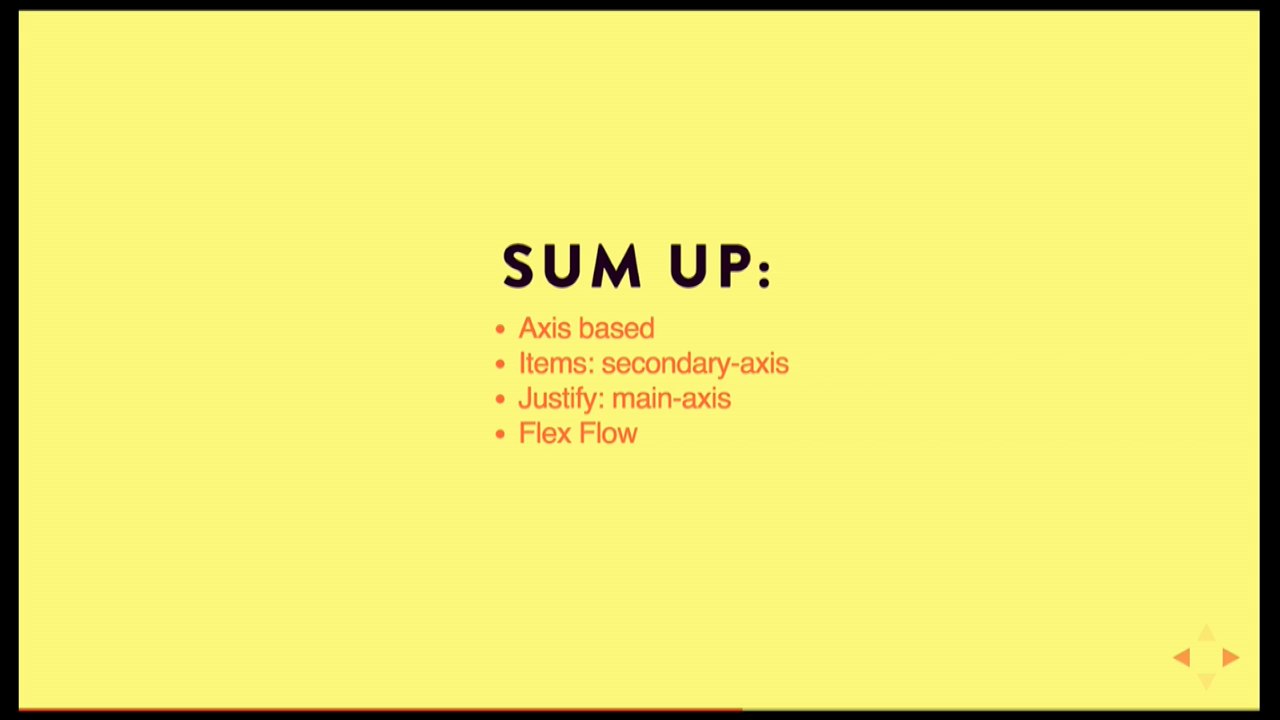 SUM UP:
• Axis based
• Items: secondary-axis
• Justify: main-axis
• Flex Flow